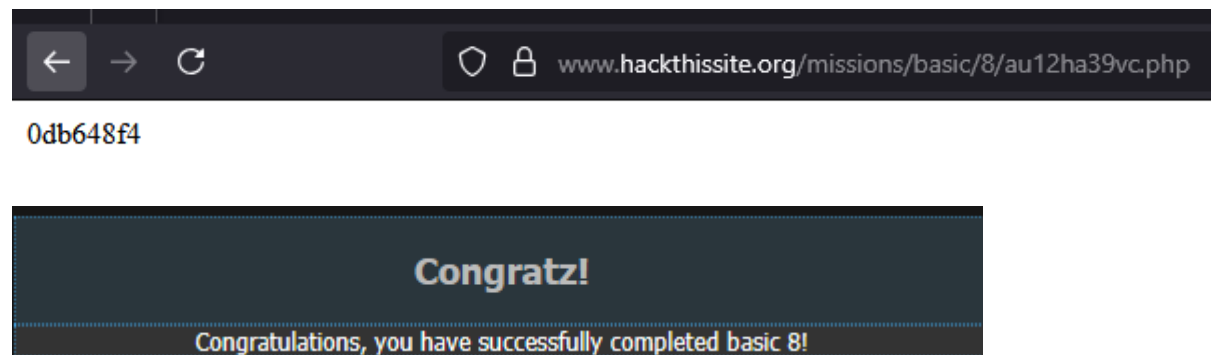 www.hackthissite.org/missions/basic/8/au12ha39vc.php
0db648f4
Congratz!
Congratulations, you have successfully completed basic 8!